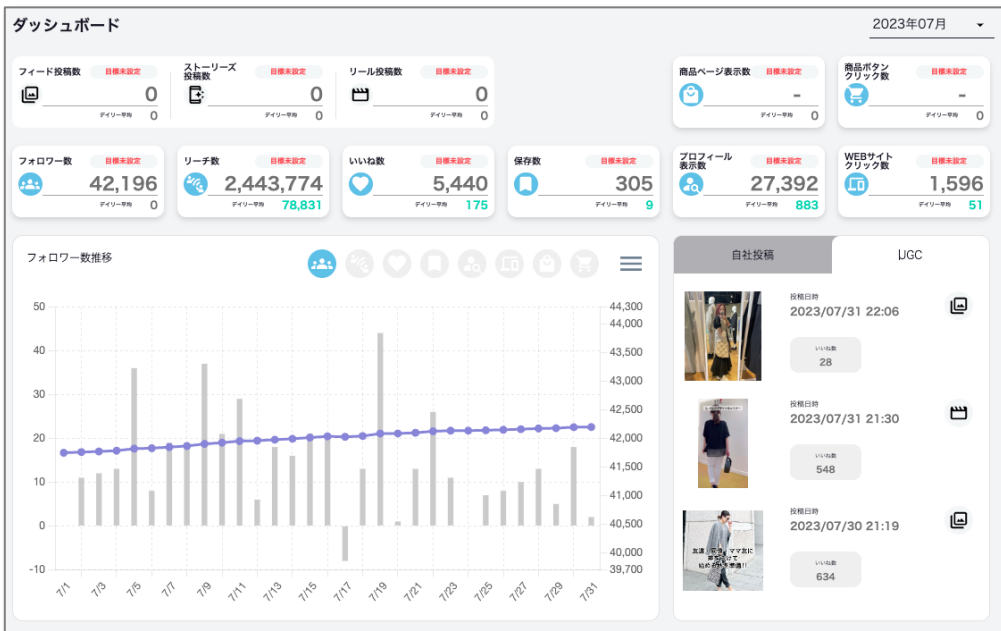 ダッシュボード
2023年07月
フィード投稿数 目標未設定
0
デイリー平均 0
ストーリーズ
投稿数
目標未設定
0
デイリー平均 0
リール投稿数 目標未設定
0
デイリー平均 0
商品ページ表示数 目標未設定
-
デイリー平均 0
商品ボタン
クリック数
目標未設定
-
デイリー平均 0
フォロワー数 目標未設定
42,196
デイリー平均 0
リーチ数 目標未設定
2,443,774
デイリー平均 78,831
いいね数 目標未設定
5,440
デイリー平均 175
保存数 目標未設定
305
デイリー平均 9
プロフィール
表示数
目標未設定
27,392
デイリー平均 883
WEBサイト
クリック数
目標未設定
1,596
デイリー平均 51
フォロワー数推移
50
40
30
20
10
0
-10
44,300
44,000
43,500
43,000
42,500
42,000
41,500
41,000
40,500
40,000
39,700
7/1
7/3
7/5
7/7
7/9
7/11
7/13
7/15
7/17
7/19
7/21
7/23
7/25
7/27
7/29
7/31
自社投稿
UGC
投稿日時
2023/07/31 22:06
いいね数
28
投稿日時
2023/07/31 21:30
いいね数
548
投稿日時
2023/07/30 21:19
いいね数
634